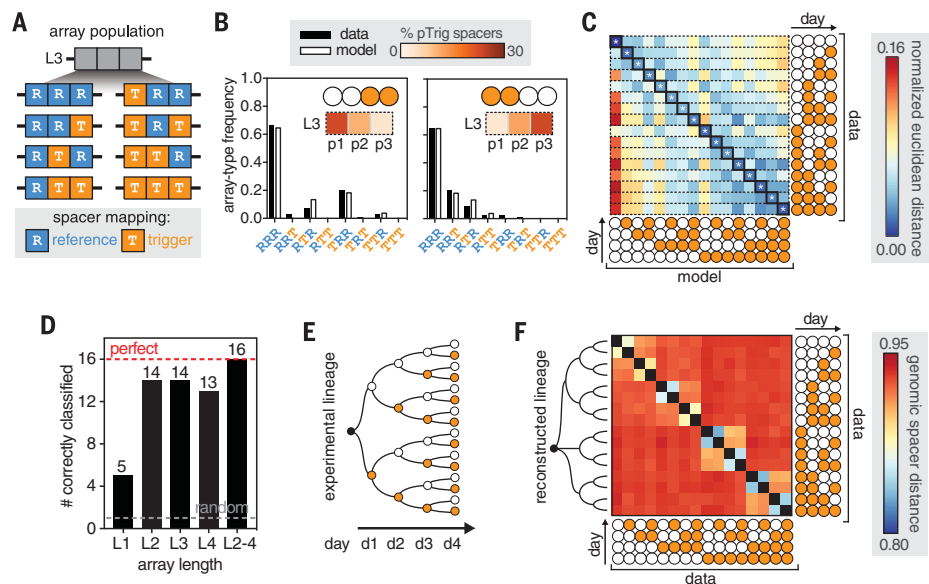 A
array population
L3
R R R
T R R
R R T
T R T
R T R
T T R
R T T
T T T
spacer mapping:
R reference T trigger
B
data
model
% pTrig spacers
0 30
array-type frequency
1.0
0.8
0.6
0.4
0.2
0.0
L3
p1 p2 p3
RRR RRT RTR RTT TRR TRT TTR TTT
L3
p1 p2 p3
RRR RRT RTR RTT TRR TRT TTR TTT
C
day
data
day
model
0.16
normalized euclidean distance
0.00
D
# correctly classified
16
12
8
4
0
perfect
random
5
14
14
13
16
L1 L2 L3 L4 L2-4
array length
E
experimental lineage
day d1 d2 d3 d4
F
reconstructed lineage
day
data
day
data
0.95
genomic spacer distance
0.80